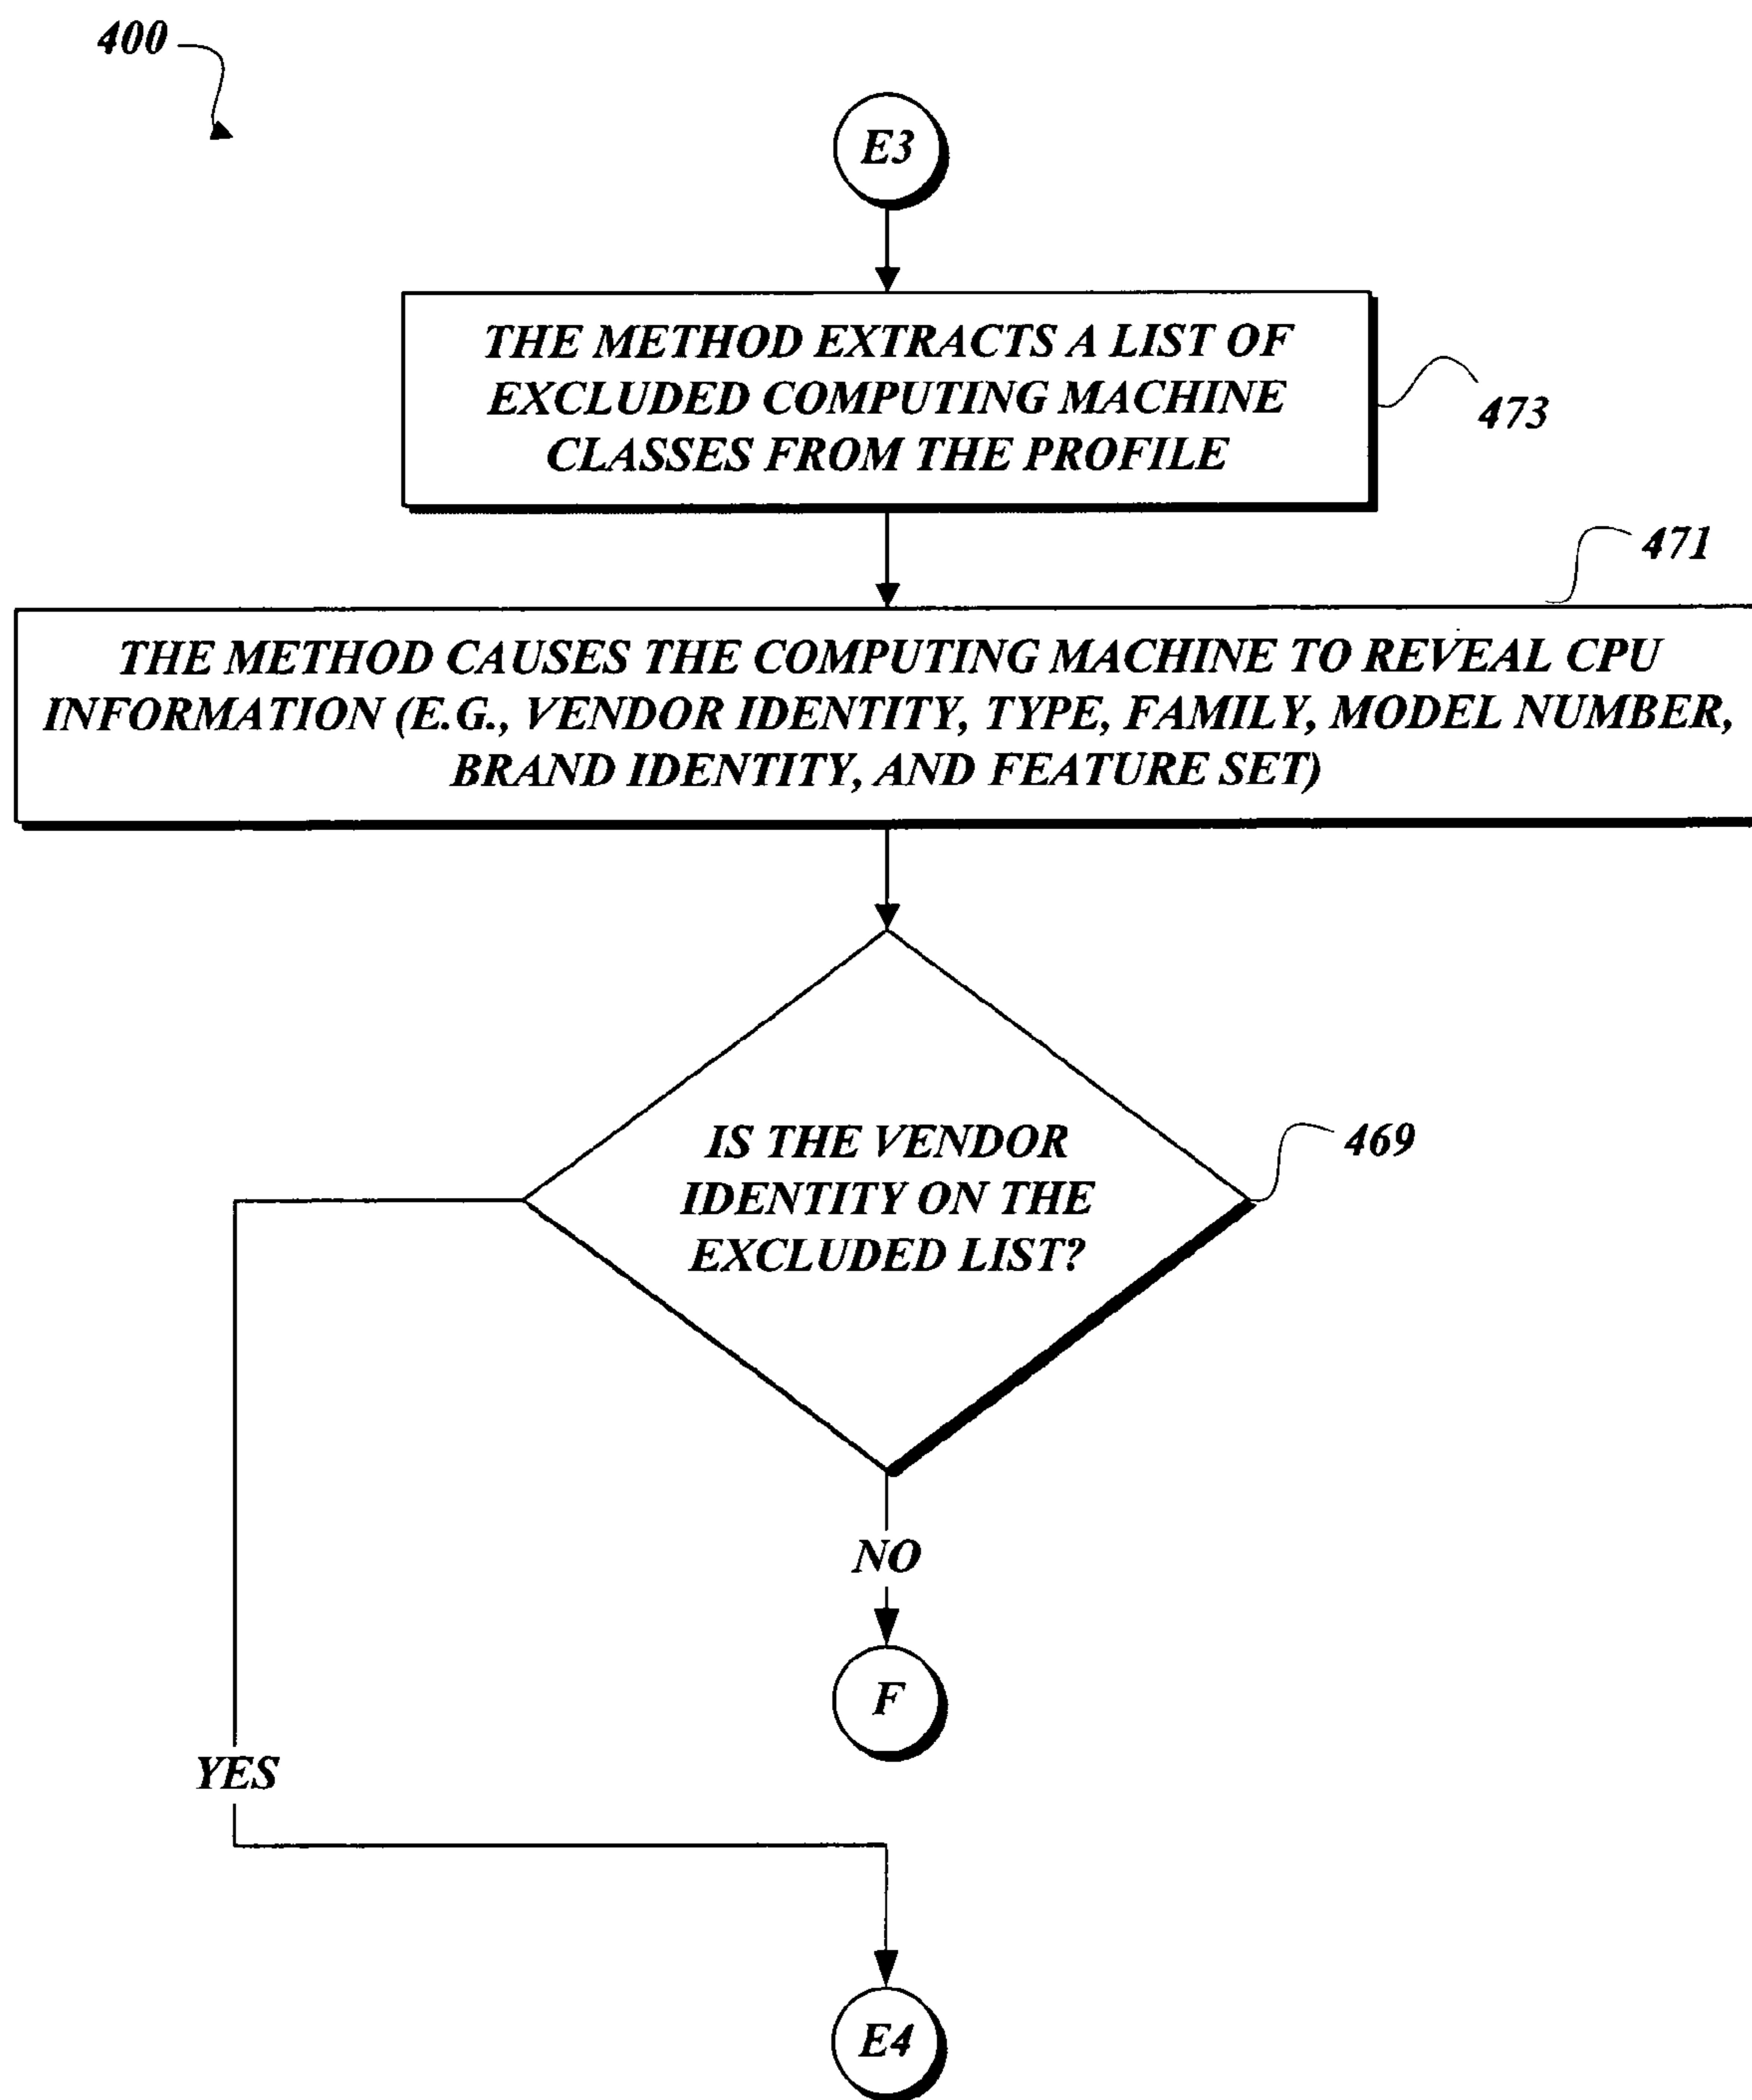 400
E3
THE METHOD EXTRACTS A LIST OF
EXCLUDED COMPUTING MACHINE
CLASSES FROM THE PROFILE
473
471
THE METHOD CAUSES THE COMPUTING MACHINE TO REVEAL CPU
INFORMATION (E.G., VENDOR IDENTITY, TYPE, FAMILY, MODEL NUMBER,
BRAND IDENTITY, AND FEATURE SET)
IS THE VENDOR
IDENTITY ON THE
EXCLUDED LIST?
469
NO
F
YES
E4